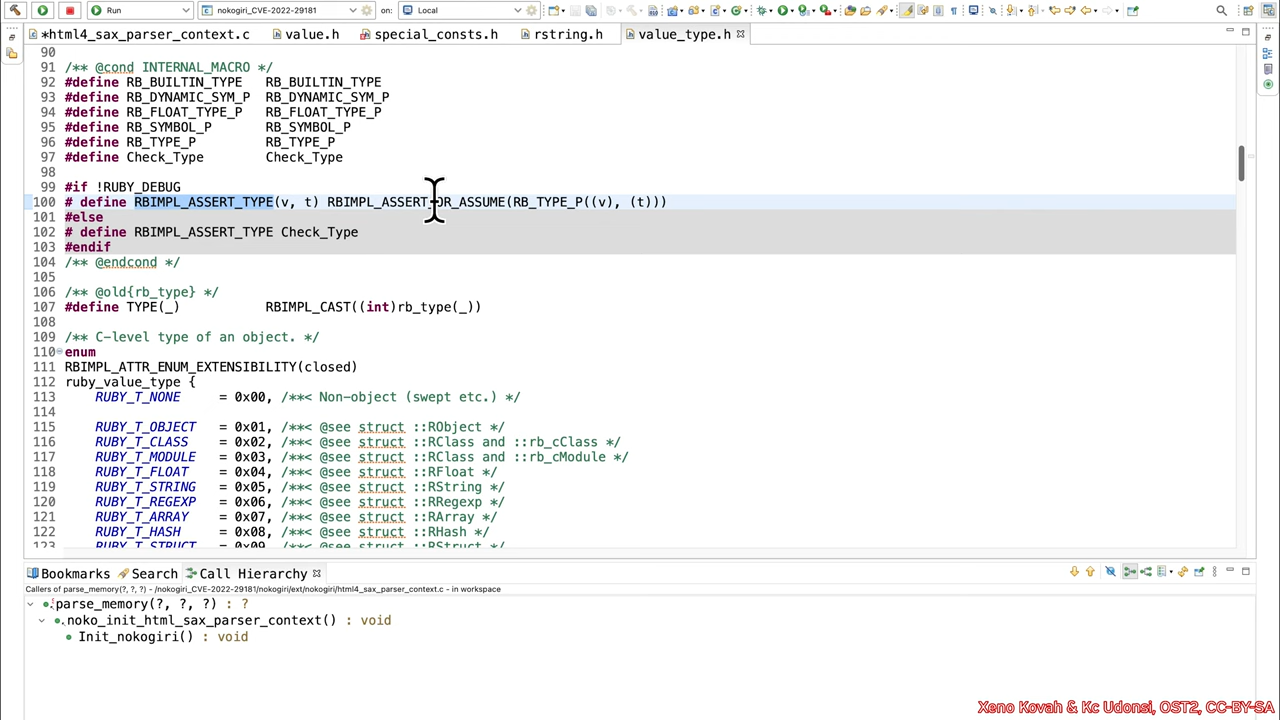 Run nokogiri_CVE-2022-29181 on: Local
*html4_sax_parser_context.c value.h special_consts.h rstring.h value_type.h
90
91 /** @cond INTERNAL_MACRO */
92 #define RB_BUILTIN_TYPE RB_BUILTIN_TYPE
93 #define RB_DYNAMIC_SYM_P RB_DYNAMIC_SYM_P
94 #define RB_FLOAT_TYPE_P RB_FLOAT_TYPE_P
95 #define RB_SYMBOL_P RB_SYMBOL_P
96 #define RB_TYPE_P RB_TYPE_P
97 #define Check_Type Check_Type
98
99 #if !RUBY_DEBUG
100 # define RBIMPL_ASSERT_TYPE(v, t) RBIMPL_ASSERT_OR_ASSUME(RB_TYPE_P((v), (t)))
101 #else
102 # define RBIMPL_ASSERT_TYPE Check_Type
103 #endif
104 /** @endcond */
105
106 /** @old{rb_type} */
107 #define TYPE(_) RBIMPL_CAST((int)rb_type(_))
108
109 /** C-level type of an object. */
110 enum
111 RBIMPL_ATTR_ENUM_EXTENSIBILITY(closed)
112 ruby_value_type {
113 RUBY_T_NONE = 0x00, /**< Non-object (swept etc.) */
114
115 RUBY_T_OBJECT = 0x01, /**< @see struct ::RObject */
116 RUBY_T_CLASS = 0x02, /**< @see struct ::RClass and ::rb_cClass */
117 RUBY_T_MODULE = 0x03, /**< @see struct ::RClass and ::rb_cModule */
118 RUBY_T_FLOAT = 0x04, /**< @see struct ::RFloat */
119 RUBY_T_STRING = 0x05, /**< @see struct ::RString */
120 RUBY_T_REGEXP = 0x06, /**< @see struct ::RRegexp */
121 RUBY_T_ARRAY = 0x07, /**< @see struct ::RArray */
122 RUBY_T_HASH = 0x08, /**< @see struct ::RHash */
123 RUBY_T_STRUCT = 0x09, /**< @see struct ::RStruct */
Bookmarks Search Call Hierarchy
Callers of parse_memory(?, ?, ?) - /nokogiri_CVE-2022-29181/nokogiri/ext/nokogiri/html4_sax_parser_context.c - in workspace
parse_memory(?, ?, ?) : ?
noko_init_html_sax_parser_context() : void
Init_nokogiri() : void
Xeno Kovah & Kc Udonsi, OST2, CC-BY-SA